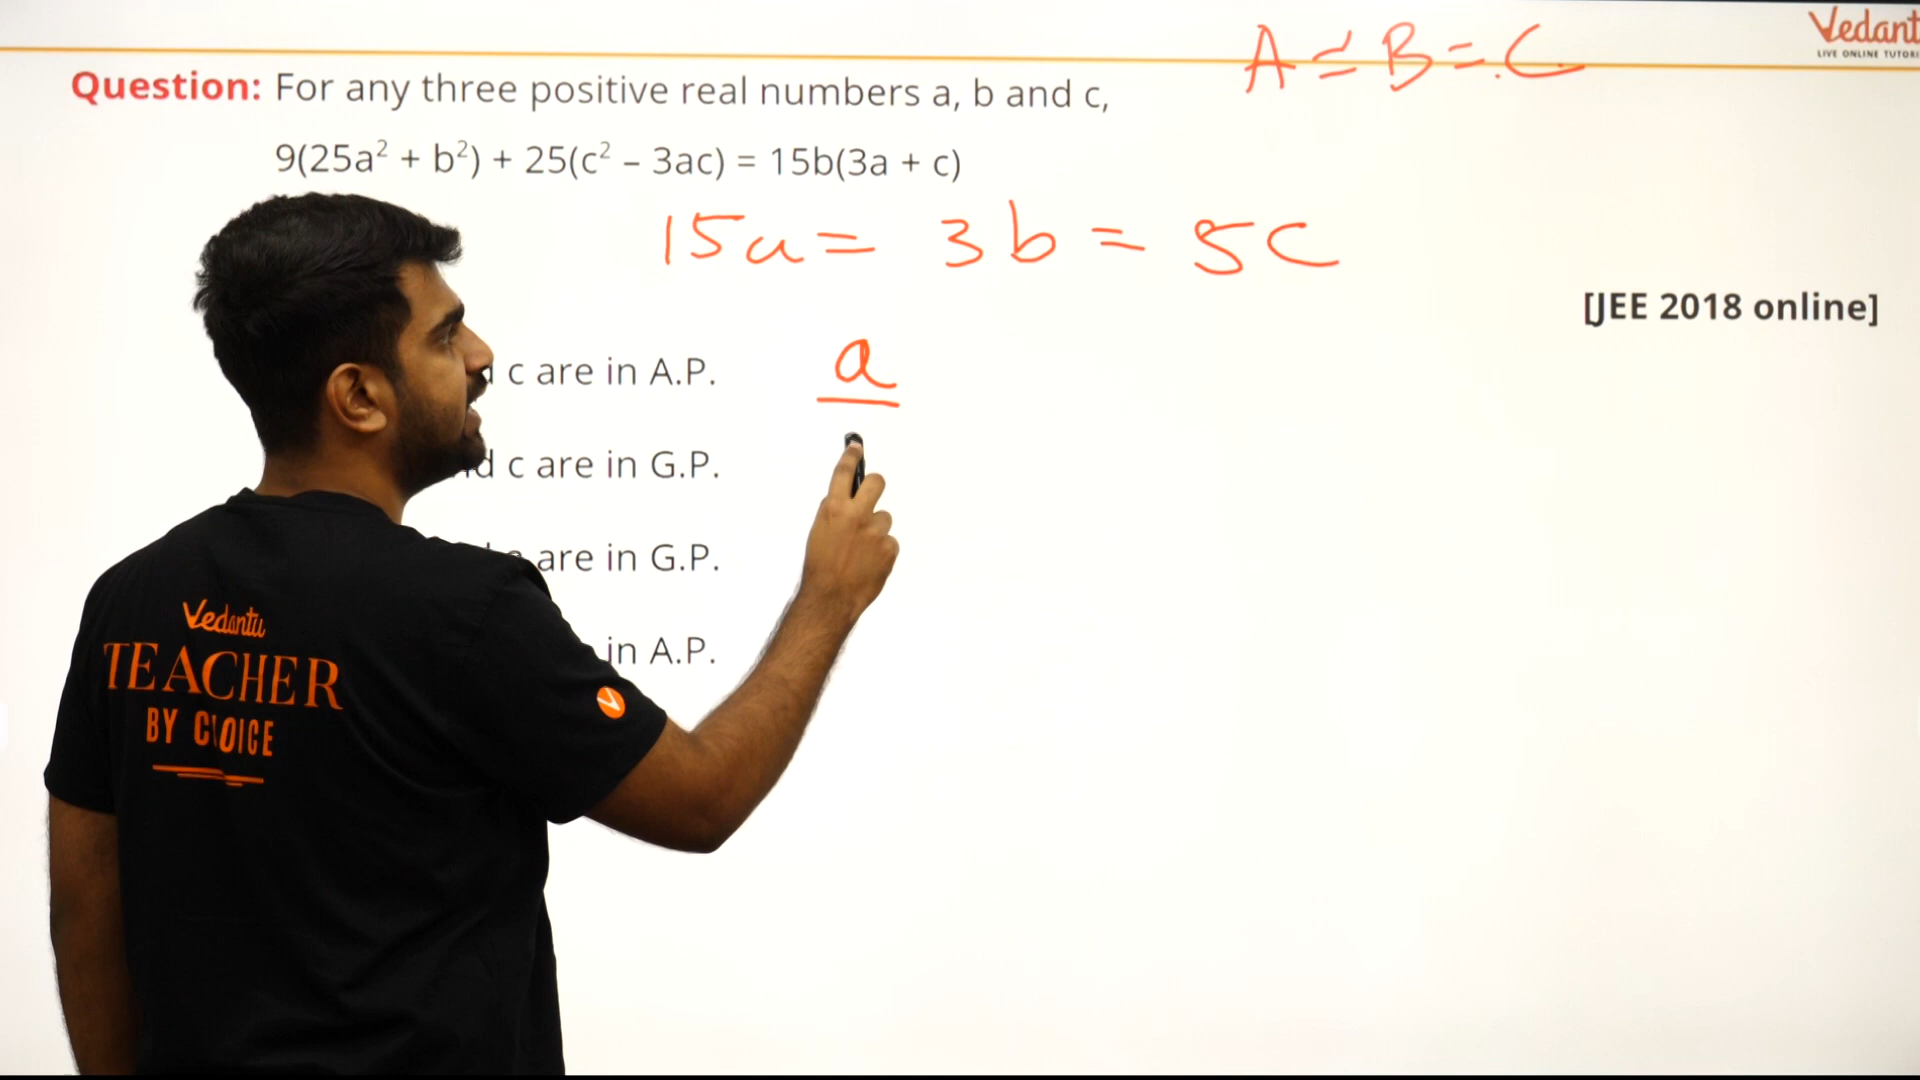 A = B = C
Vedant
LIVE ONLINE TUTORI
Question: For any three positive real numbers a, b and c,
9(25a² + b²) + 25(c² – 3ac) = 15b(3a + c)
15a = 3b = 5c
[JEE 2018 online]
c are in A.P.
a
d c are in G.P.
are in G.P.
in A.P.
Vedantu
TEACHER
BY CHOICE